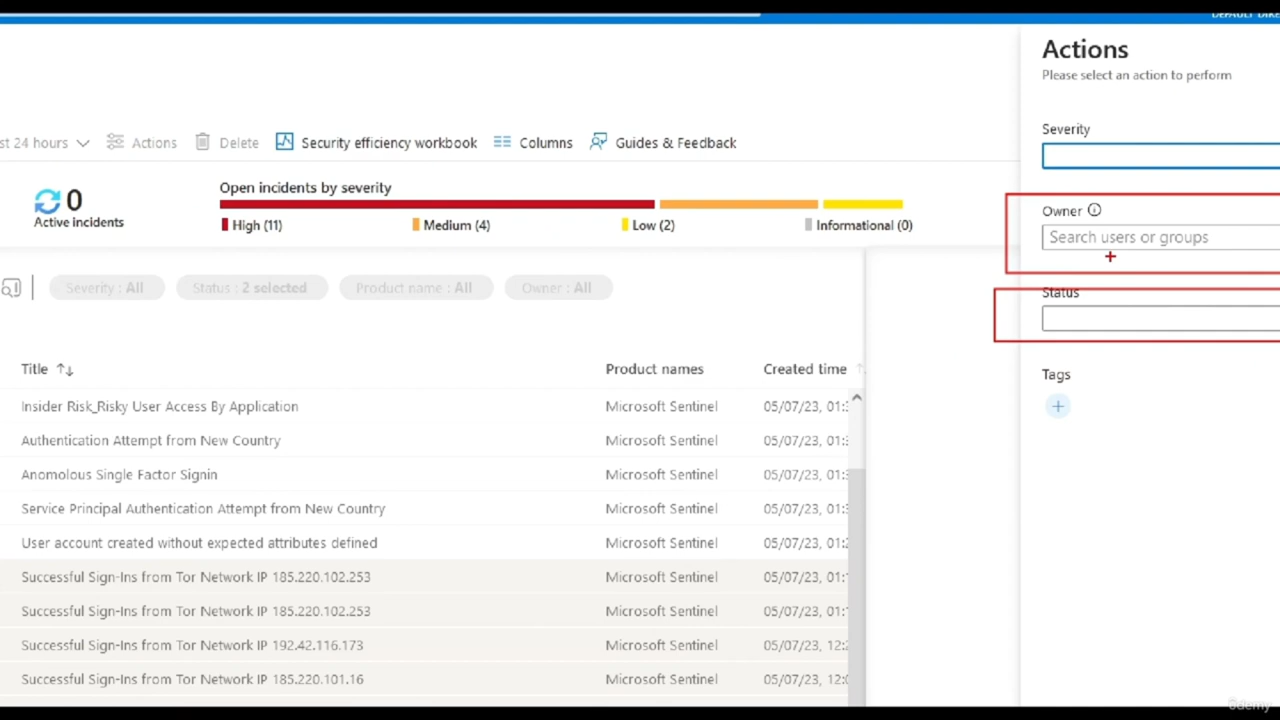 DEFAULT DIRE
Actions
Please select an action to perform
st 24 hours Actions Delete Security efficiency workbook Columns Guides & Feedback
Severity
0
Active incidents
Open incidents by severity
High (11) Medium (4) Low (2) Informational (0)
Owner
Search users or groups
Severity : All Status : 2 selected Product name : All Owner : All
Status
Title Product names Created time
Tags
Insider Risk_Risky User Access By Application Microsoft Sentinel 05/07/23, 01:
Authentication Attempt from New Country Microsoft Sentinel 05/07/23, 01:
Anomolous Single Factor Signin Microsoft Sentinel 05/07/23, 01:
Service Principal Authentication Attempt from New Country Microsoft Sentinel 05/07/23, 01:
User account created without expected attributes defined Microsoft Sentinel 05/07/23, 01:
Successful Sign-Ins from Tor Network IP 185.220.102.253 Microsoft Sentinel 05/07/23, 01:
Successful Sign-Ins from Tor Network IP 185.220.102.253 Microsoft Sentinel 05/07/23, 01:
Successful Sign-Ins from Tor Network IP 192.42.116.173 Microsoft Sentinel 05/07/23, 12:
Successful Sign-Ins from Tor Network IP 185.220.101.16 Microsoft Sentinel 05/07/23, 12:
ûdemy